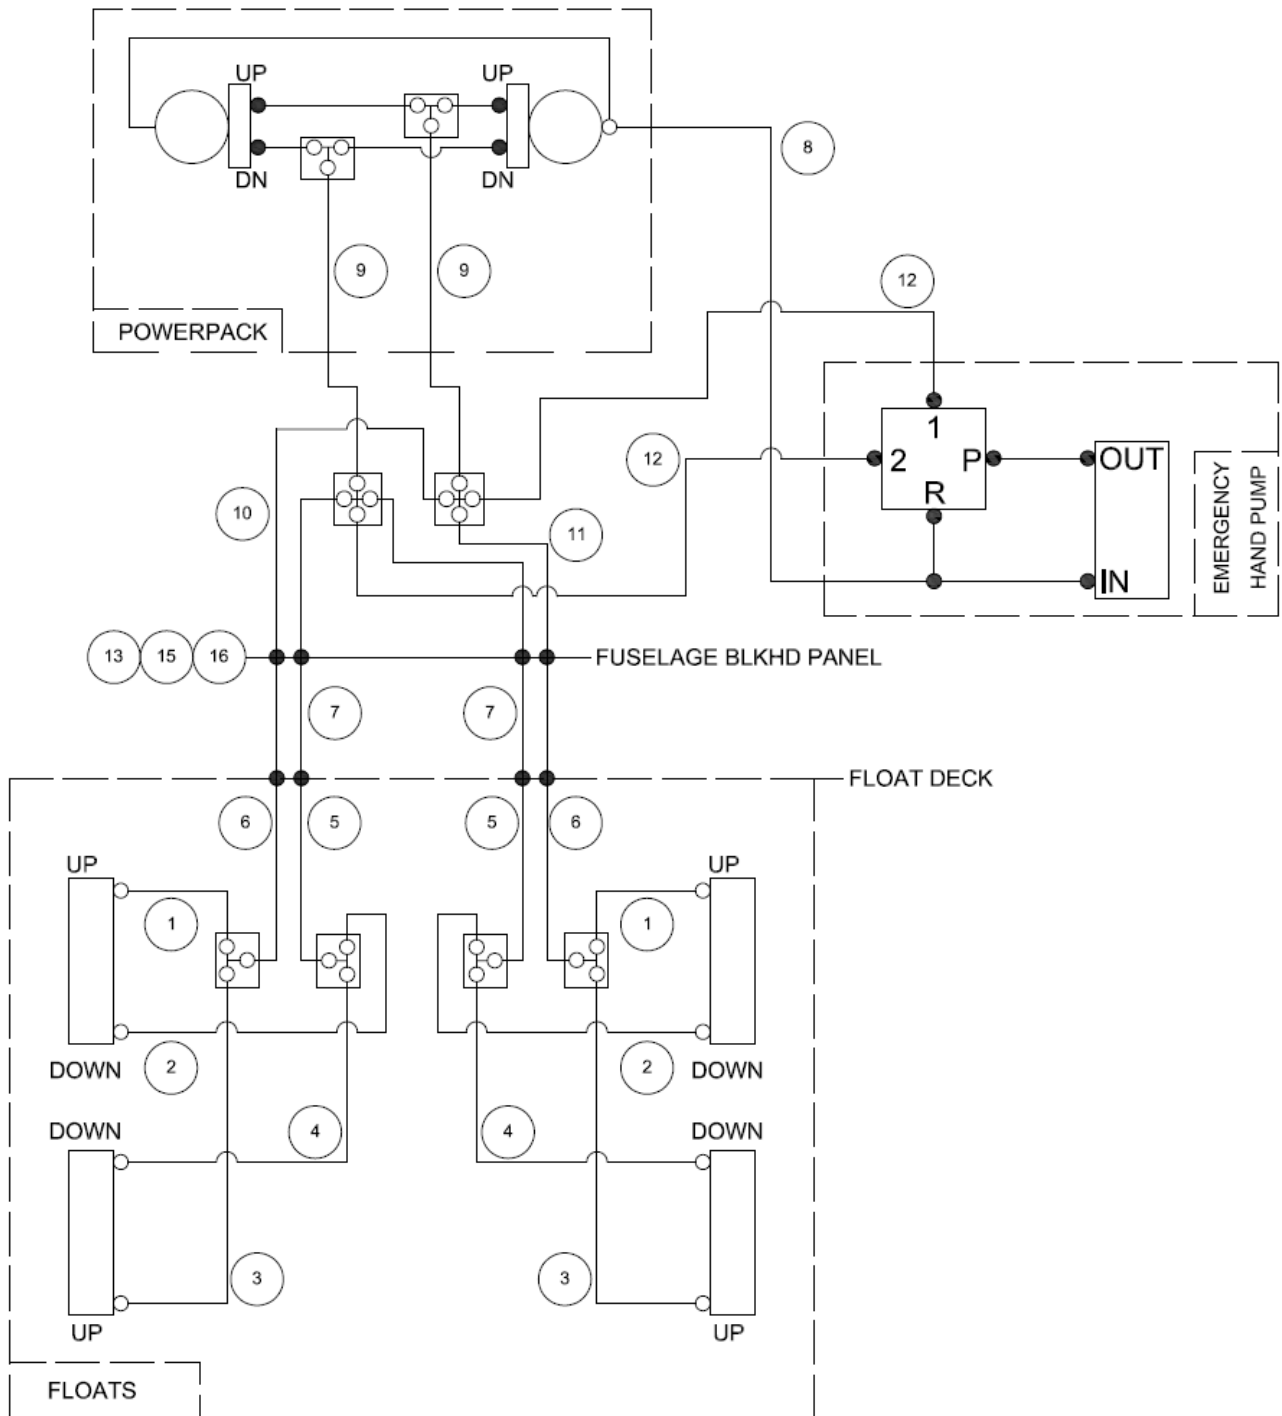 UP
UP
DN
DN
8
9
9
12
POWERPACK
1
12
2
P
OUT
R
EMERGENCY
HAND PUMP
10
11
IN
13
15
16
FUSELAGE BLKHD PANEL
7
7
FLOAT DECK
6
5
5
6
UP
UP
1
1
2
2
DOWN
DOWN
DOWN
4
4
DOWN
3
3
UP
UP
FLOATS